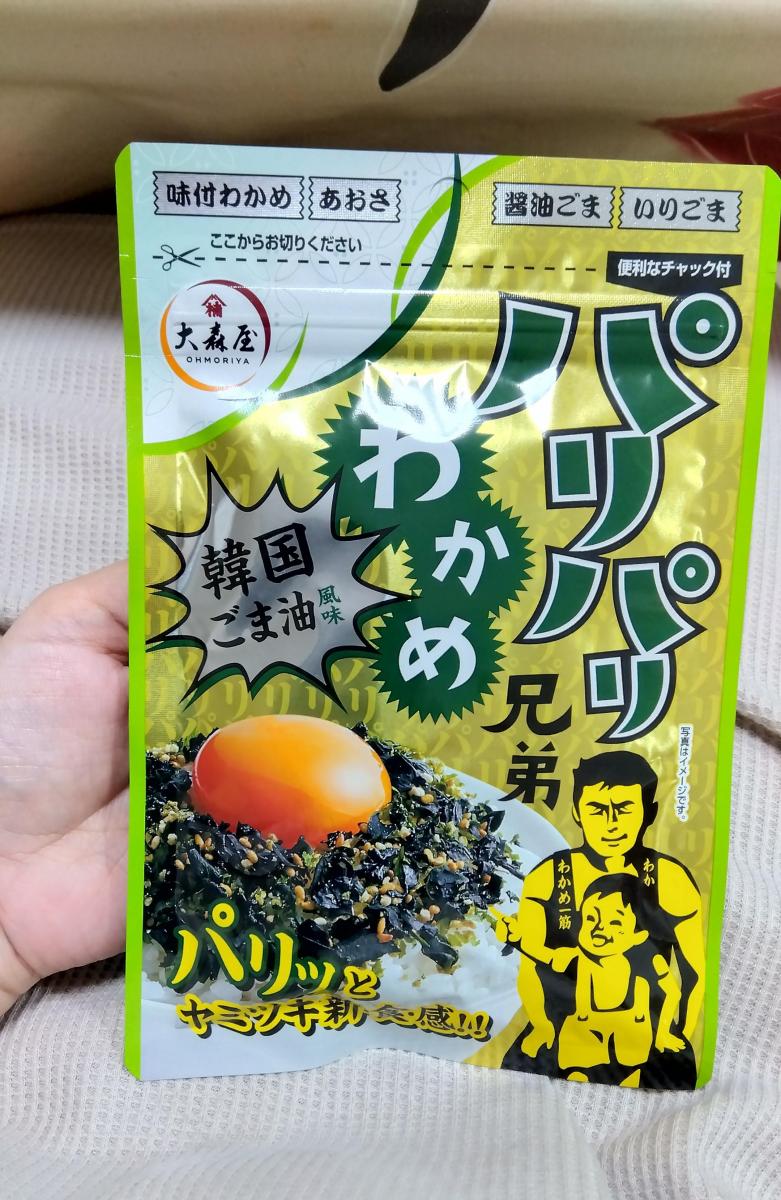 味付わかめ あおさ 醤油ごま いりごま
ここからお切りください
便利なチャック付
大森屋
OHMORIYA
パリパリ
わかめ
兄弟
韓国
ごま油風味
写真はイメージです。
わか
わかめ一筋
パリッと
ヤミツキ新食感!!!